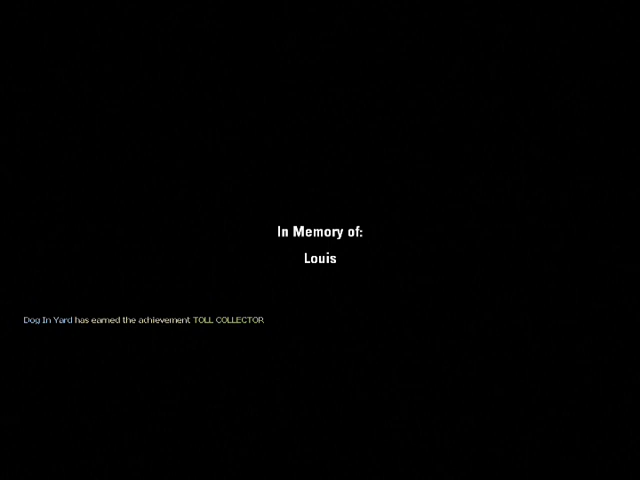 In Memory of:
Louis
Dog In Yard has earned the achievement TOLL COLLECTOR